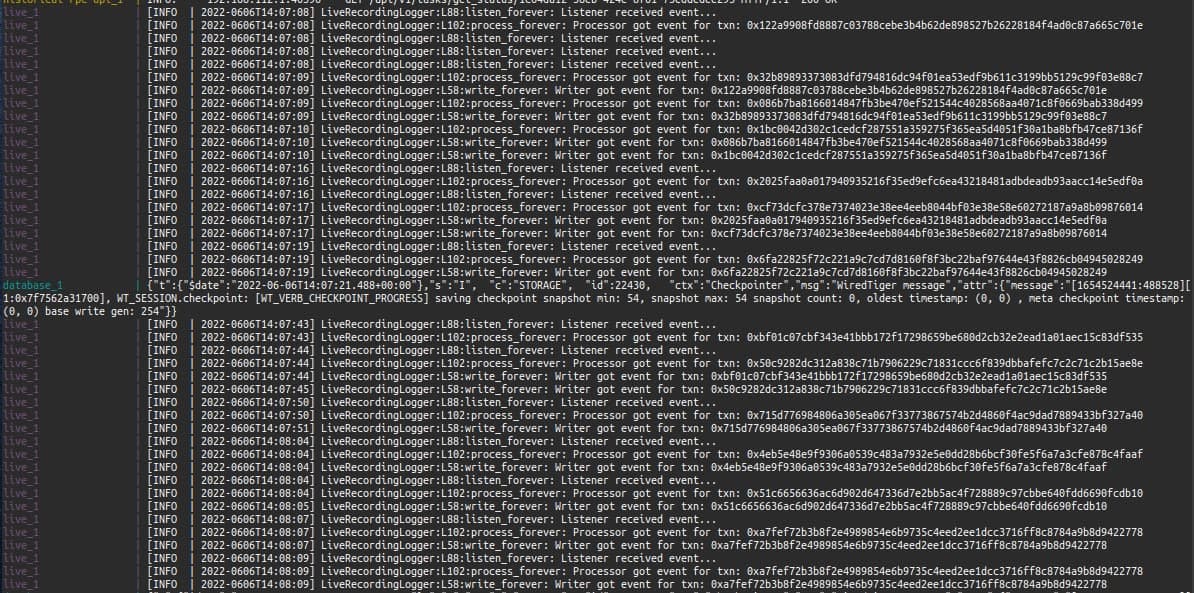 live_1 | [INFO | 2022-0606T14:07:08] LiveRecordingLogger:L88:listen_forever: Listener received event...
live_1 | [INFO | 2022-0606T14:07:08] LiveRecordingLogger:L102:process_forever: Processor got event for txn: 0x122a9908fd8887c03788cebe3b4b62de898527b26228184f4ad0c87a665c701e
live_1 | [INFO | 2022-0606T14:07:08] LiveRecordingLogger:L88:listen_forever: Listener received event...
live_1 | [INFO | 2022-0606T14:07:08] LiveRecordingLogger:L88:listen_forever: Listener received event...
live_1 | [INFO | 2022-0606T14:07:09] LiveRecordingLogger:L102:process_forever: Processor got event for txn: 0x32b89893373083dfd794816dc94f01ea53edf9b611c3199bb5129c99f03e88c7
live_1 | [INFO | 2022-0606T14:07:09] LiveRecordingLogger:L58:write_forever: Writer got event for txn: 0x122a9908fd8887c03788cebe3b4b62de898527b26228184f4ad0c87a665c701e
live_1 | [INFO | 2022-0606T14:07:09] LiveRecordingLogger:L102:process_forever: Processor got event for txn: 0x086b7ba8166014847fb3be470ef521544c4028568aa4071c8f0669bab338d499
live_1 | [INFO | 2022-0606T14:07:09] LiveRecordingLogger:L58:write_forever: Writer got event for txn: 0x32b89893373083dfd794816dc94f01ea53edf9b611c3199bb5129c99f03e88c7
live_1 | [INFO | 2022-0606T14:07:10] LiveRecordingLogger:L102:process_forever: Processor got event for txn: 0x1bc0042d302c1cedcf287551a359275f365ea5d4051f30a1ba8bfb47ce87136f
live_1 | [INFO | 2022-0606T14:07:10] LiveRecordingLogger:L58:write_forever: Writer got event for txn: 0x086b7ba8166014847fb3be470ef521544c4028568aa4071c8f0669bab338d499
live_1 | [INFO | 2022-0606T14:07:10] LiveRecordingLogger:L58:write_forever: Writer got event for txn: 0x1bc0042d302c1cedcf287551a359275f365ea5d4051f30a1ba8bfb47ce87136f
live_1 | [INFO | 2022-0606T14:07:16] LiveRecordingLogger:L88:listen_forever: Listener received event...
live_1 | [INFO | 2022-0606T14:07:16] LiveRecordingLogger:L102:process_forever: Processor got event for txn: 0x2025faa0a017940935216f35ed9efc6ea43218481adbdeadb93aacc14e5edf0a
live_1 | [INFO | 2022-0606T14:07:16] LiveRecordingLogger:L88:listen_forever: Listener received event...
live_1 | [INFO | 2022-0606T14:07:17] LiveRecordingLogger:L102:process_forever: Processor got event for txn: 0xcf73dcfc378e7374023e38ee4eeb8044bf03e38e58e60272187a9a8b09876014
live_1 | [INFO | 2022-0606T14:07:17] LiveRecordingLogger:L58:write_forever: Writer got event for txn: 0x2025faa0a017940935216f35ed9efc6ea43218481adbdeadb93aacc14e5edf0a
live_1 | [INFO | 2022-0606T14:07:17] LiveRecordingLogger:L58:write_forever: Writer got event for txn: 0xcf73dcfc378e7374023e38ee4eeb8044bf03e38e58e60272187a9a8b09876014
live_1 | [INFO | 2022-0606T14:07:19] LiveRecordingLogger:L88:listen_forever: Listener received event...
live_1 | [INFO | 2022-0606T14:07:19] LiveRecordingLogger:L102:process_forever: Processor got event for txn: 0x6fa22825f72c221a9c7cd7d8160f8f3bc22baf97644e43f8826cb04945028249
live_1 | [INFO | 2022-0606T14:07:19] LiveRecordingLogger:L58:write_forever: Writer got event for txn: 0x6fa22825f72c221a9c7cd7d8160f8f3bc22baf97644e43f8826cb04945028249
database_1 | {"t":{"$date":"2022-06-06T14:07:21.488+00:00"},"s":"I", "c":"STORAGE", "id":22430, "ctx":"Checkpointer","msg":"WiredTiger message","attr":{"message":"[1654524441:488528][
1:0x7f7562a31700], WT_SESSION.checkpoint: [WT_VERB_CHECKPOINT_PROGRESS] saving checkpoint snapshot min: 54, snapshot max: 54 snapshot count: 0, oldest timestamp: (0, 0) , meta checkpoint timestamp:
(0, 0) base write gen: 254"}}
live_1 | [INFO | 2022-0606T14:07:43] LiveRecordingLogger:L88:listen_forever: Listener received event...
live_1 | [INFO | 2022-0606T14:07:43] LiveRecordingLogger:L102:process_forever: Processor got event for txn: 0xbf01c07cbf343e41bbb172f17298659be680d2cb32e2ead1a01aec15c83df535
live_1 | [INFO | 2022-0606T14:07:44] LiveRecordingLogger:L88:listen_forever: Listener received event...
live_1 | [INFO | 2022-0606T14:07:44] LiveRecordingLogger:L102:process_forever: Processor got event for txn: 0x50c9282dc312a838c71b7906229c71831ccc6f839dbbafefc7c2c71c2b15ae8e
live_1 | [INFO | 2022-0606T14:07:44] LiveRecordingLogger:L58:write_forever: Writer got event for txn: 0xbf01c07cbf343e41bbb172f17298659be680d2cb32e2ead1a01aec15c83df535
live_1 | [INFO | 2022-0606T14:07:45] LiveRecordingLogger:L58:write_forever: Writer got event for txn: 0x50c9282dc312a838c71b7906229c71831ccc6f839dbbafefc7c2c71c2b15ae8e
live_1 | [INFO | 2022-0606T14:07:50] LiveRecordingLogger:L88:listen_forever: Listener received event...
live_1 | [INFO | 2022-0606T14:07:50] LiveRecordingLogger:L102:process_forever: Processor got event for txn: 0x715d776984806a305ea067f33773867574b2d4860f4ac9dad7889433bf327a40
live_1 | [INFO | 2022-0606T14:07:51] LiveRecordingLogger:L58:write_forever: Writer got event for txn: 0x715d776984806a305ea067f33773867574b2d4860f4ac9dad7889433bf327a40
live_1 | [INFO | 2022-0606T14:08:04] LiveRecordingLogger:L88:listen_forever: Listener received event...
live_1 | [INFO | 2022-0606T14:08:04] LiveRecordingLogger:L102:process_forever: Processor got event for txn: 0x4eb5e48e9f9306a0539c483a7932e5e0dd28b6bcf30fe5f6a7a3cfe878c4faaf
live_1 | [INFO | 2022-0606T14:08:04] LiveRecordingLogger:L58:write_forever: Writer got event for txn: 0x4eb5e48e9f9306a0539c483a7932e5e0dd28b6bcf30fe5f6a7a3cfe878c4faaf
live_1 | [INFO | 2022-0606T14:08:04] LiveRecordingLogger:L88:listen_forever: Listener received event...
live_1 | [INFO | 2022-0606T14:08:04] LiveRecordingLogger:L102:process_forever: Processor got event for txn: 0x51c6656636ac6d902d647336d7e2bb5ac4f728889c97cbbe640fdd6690fcdb10
live_1 | [INFO | 2022-0606T14:08:05] LiveRecordingLogger:L58:write_forever: Writer got event for txn: 0x51c6656636ac6d902d647336d7e2bb5ac4f728889c97cbbe640fdd6690fcdb10
live_1 | [INFO | 2022-0606T14:08:07] LiveRecordingLogger:L88:listen_forever: Listener received event...
live_1 | [INFO | 2022-0606T14:08:07] LiveRecordingLogger:L102:process_forever: Processor got event for txn: 0xa7fef72b3b8f2e4989854e6b9735c4eed2ee1dcc3716ff8c8784a9b8d9422778
live_1 | [INFO | 2022-0606T14:08:07] LiveRecordingLogger:L58:write_forever: Writer got event for txn: 0xa7fef72b3b8f2e4989854e6b9735c4eed2ee1dcc3716ff8c8784a9b8d9422778
live_1 | [INFO | 2022-0606T14:08:09] LiveRecordingLogger:L88:listen_forever: Listener received event...
live_1 | [INFO | 2022-0606T14:08:09] LiveRecordingLogger:L102:process_forever: Processor got event for txn: 0xa7fef72b3b8f2e4989854e6b9735c4eed2ee1dcc3716ff8c8784a9b8d9422778
live_1 | [INFO | 2022-0606T14:08:09] LiveRecordingLogger:L58:write_forever: Writer got event for txn: 0xa7fef72b3b8f2e4989854e6b9735c4eed2ee1dcc3716ff8c8784a9b8d9422778